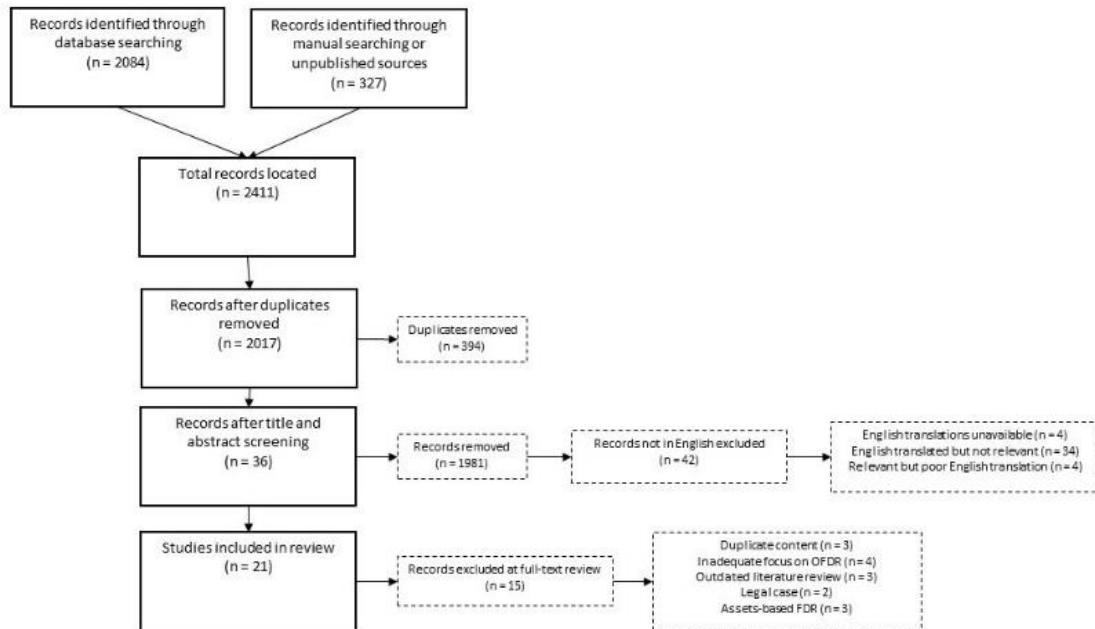 Records identified through
database searching
(n = 2084)
Records identified through
manual searching or
unpublished sources
(n = 327)
Total records located
(n = 2411)
Records after duplicates
removed
(n = 2017)
Duplicates removed
(n = 394)
Records after title and
abstract screening
(n = 36)
Records removed
(n = 1981)
Records not in English excluded
(n = 42)
English translations unavailable (n = 4)
English translated but not relevant (n = 34)
Relevant but poor English translation (n = 4)
Studies included in review
(n = 21)
Records excluded at full-text review
(n = 15)
Duplicate content (n = 3)
Inadequate focus on OFDR (n = 4)
Outdated literature review (n = 3)
Legal case (n = 2)
Assets-based FDR (n = 3)